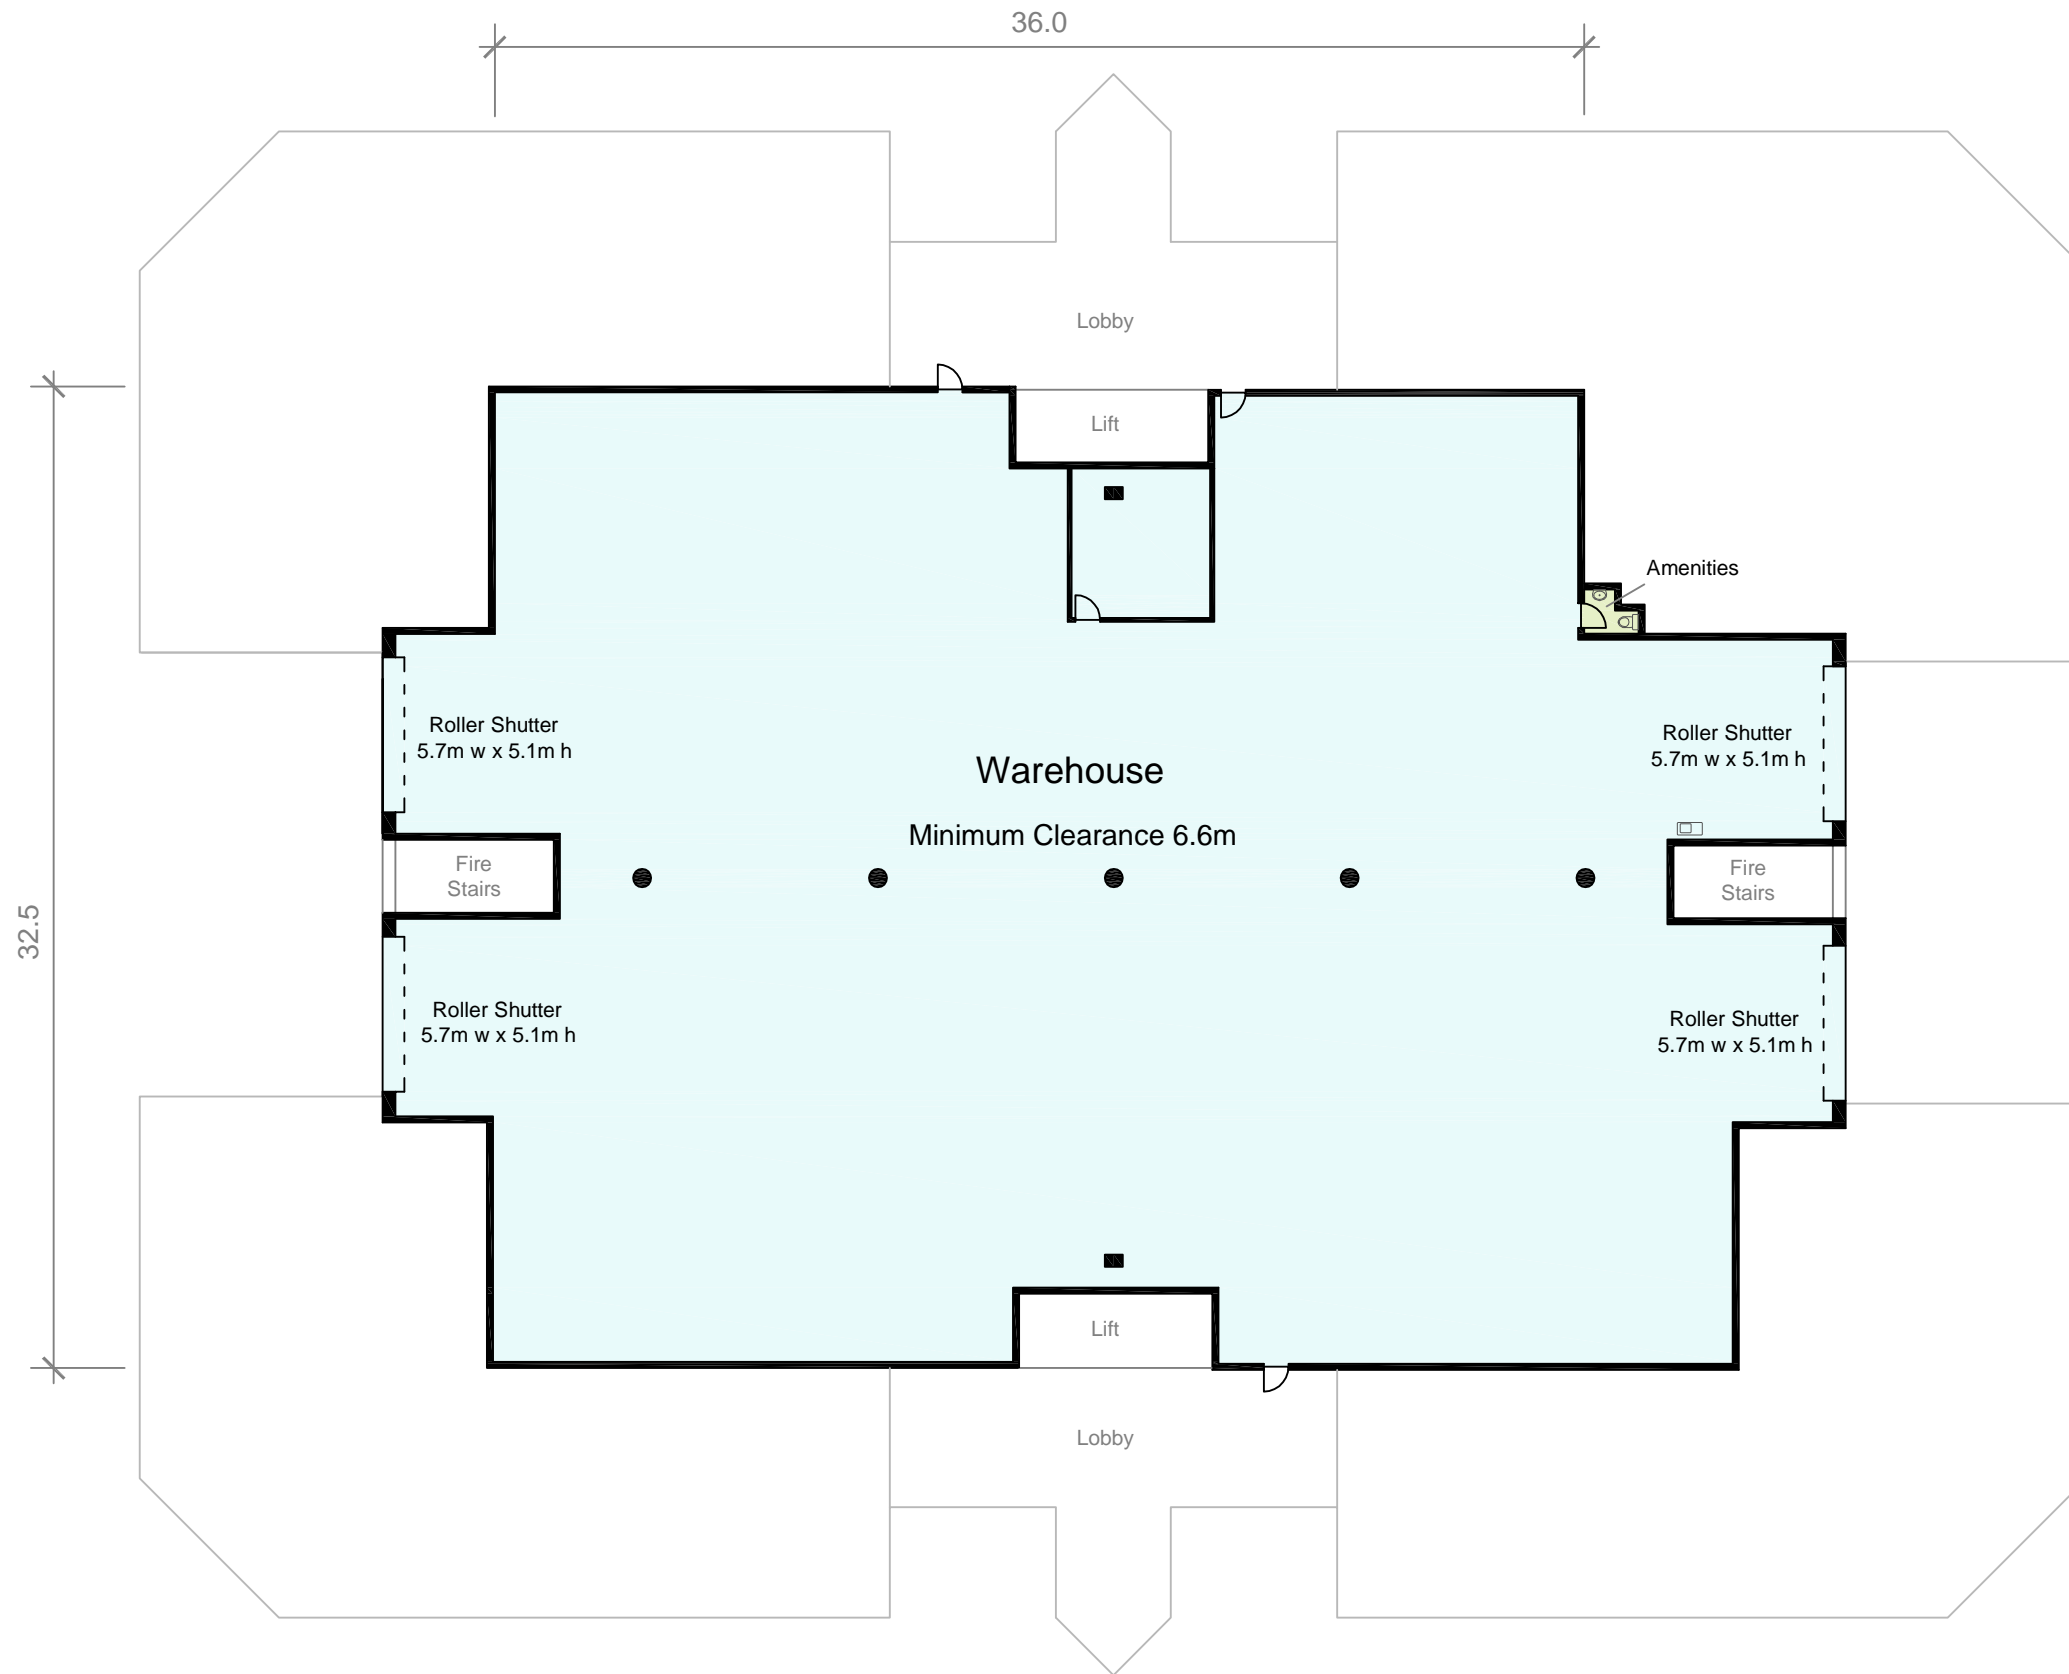 36.0
Lobby
Lift
Amenities
Roller Shutter
5.7m w x 5.1m h
Roller Shutter
5.7m w x 5.1m h
Warehouse
Minimum Clearance 6.6m
Fire
Stairs
Fire
Stairs
32.5
Roller Shutter
5.7m w x 5.1m h
Roller Shutter
5.7m w x 5.1m h
Lift
Lobby